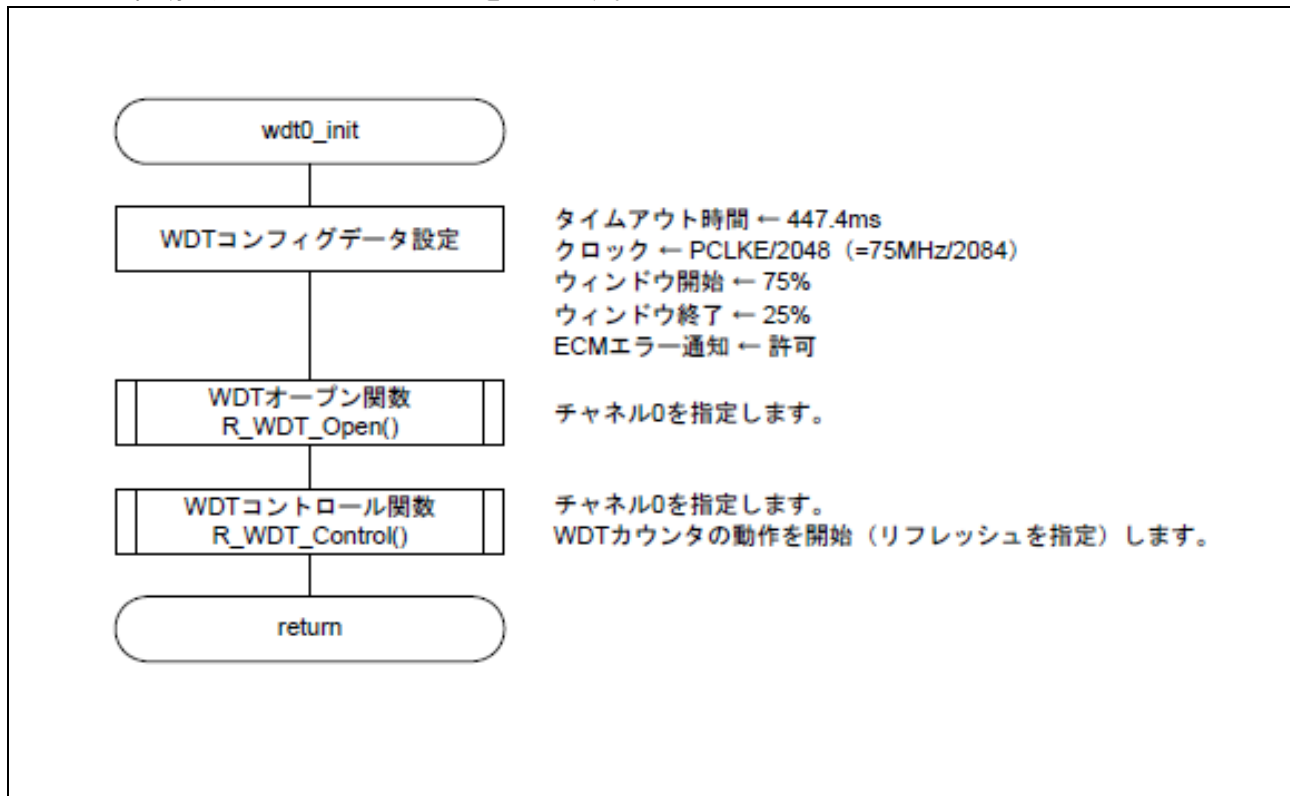 wdt0_init
WDTコンフィグデータ設定
タイムアウト時間 ← 447.4ms
クロック ← PCLKE/2048（=75MHz/2084）
ウィンドウ開始 ← 75%
ウィンドウ終了 ← 25%
ECMエラー通知 ← 許可
WDTオープン関数
R_WDT_Open()
チャネル0を指定します。
WDTコントロール関数
R_WDT_Control()
チャネル0を指定します。
WDTカウンタの動作を開始（リフレッシュを指定）します。
return